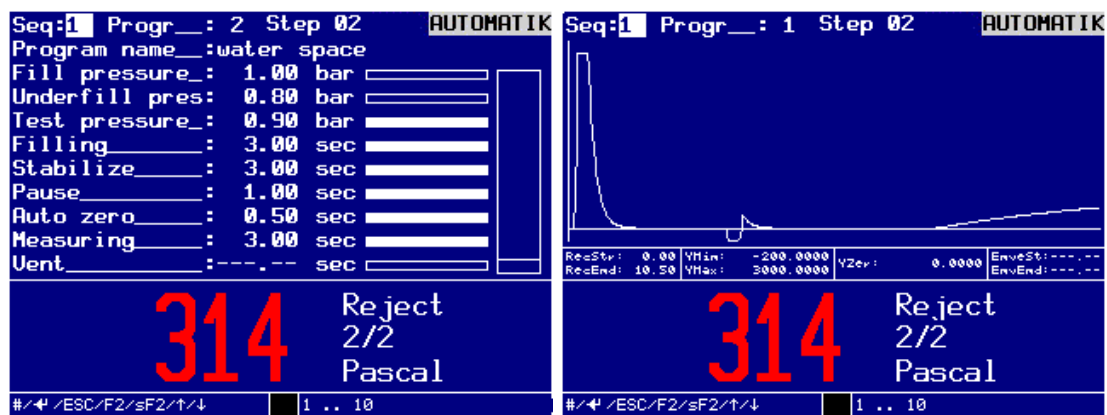 Seq:1 Progr__: 2 Step 02 AUTOMATIK
Program name__:water space
Fill pressure_: 1.00 bar
Underfill pres: 0.80 bar
Test pressure_: 0.90 bar
Filling_______: 3.00 sec
Stabilize_____: 3.00 sec
Pause_________: 1.00 sec
Auto zero_____: 0.50 sec
Measuring_____: 3.00 sec
Vent__________:---.-- sec
314
Reject
2/2
Pascal
#/↵/ESC/F2/sF2/↑/↓ 1 .. 10
Seq:1 Progr__: 1 Step 02 AUTOMATIK
RecStr: 0.00 YMin: -200.0000 YZer: 0.0000 EnveSt:---.--
RecEnd: 10.50 YMax: 3000.0000 EnvEnd:---.--
314
Reject
2/2
Pascal
#/↵/ESC/F2/sF2/↑/↓ 1 .. 10